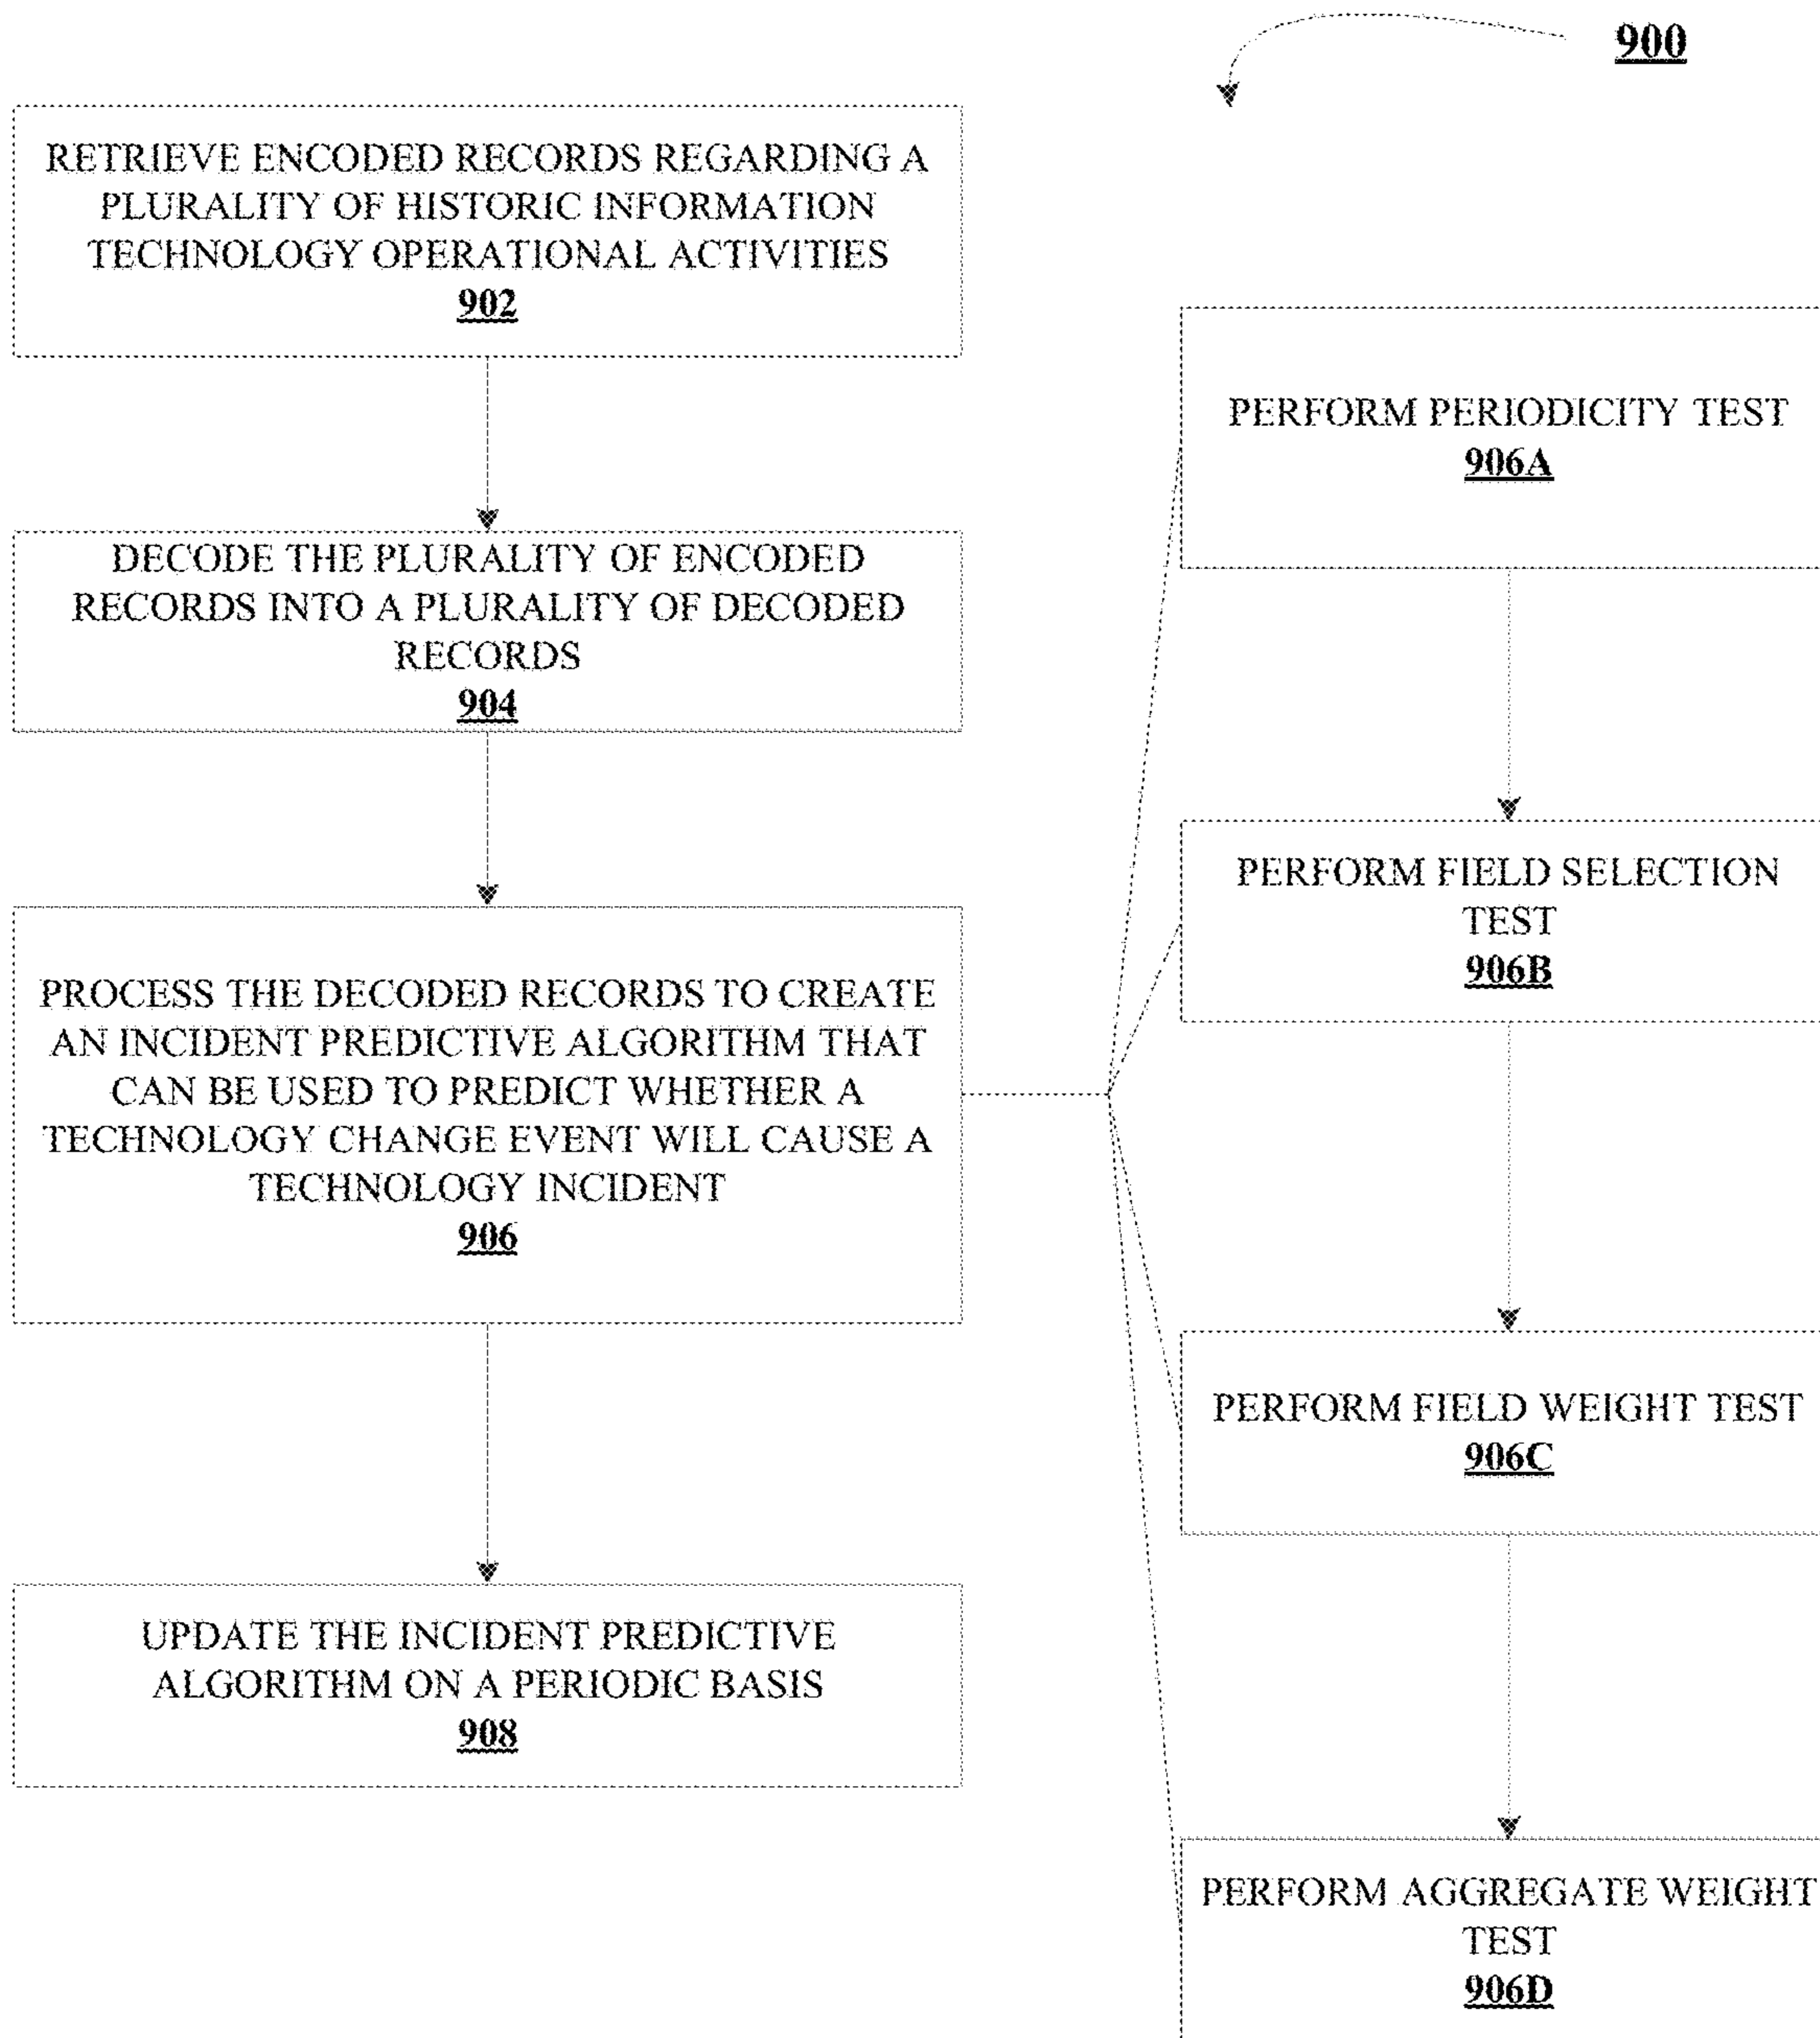 900
RETRIEVE ENCODED RECORDS REGARDING A
PLURALITY OF HISTORIC INFORMATION
TECHNOLOGY OPERATIONAL ACTIVITIES
902
DECODE THE PLURALITY OF ENCODED
RECORDS INTO A PLURALITY OF DECODED
RECORDS
904
PROCESS THE DECODED RECORDS TO CREATE
AN INCIDENT PREDICTIVE ALGORITHM THAT
CAN BE USED TO PREDICT WHETHER A
TECHNOLOGY CHANGE EVENT WILL CAUSE A
TECHNOLOGY INCIDENT
906
UPDATE THE INCIDENT PREDICTIVE
ALGORITHM ON A PERIODIC BASIS
908
PERFORM PERIODICITY TEST
906A
PERFORM FIELD SELECTION
TEST
906B
PERFORM FIELD WEIGHT TEST
906C
PERFORM AGGREGATE WEIGHT
TEST
906D